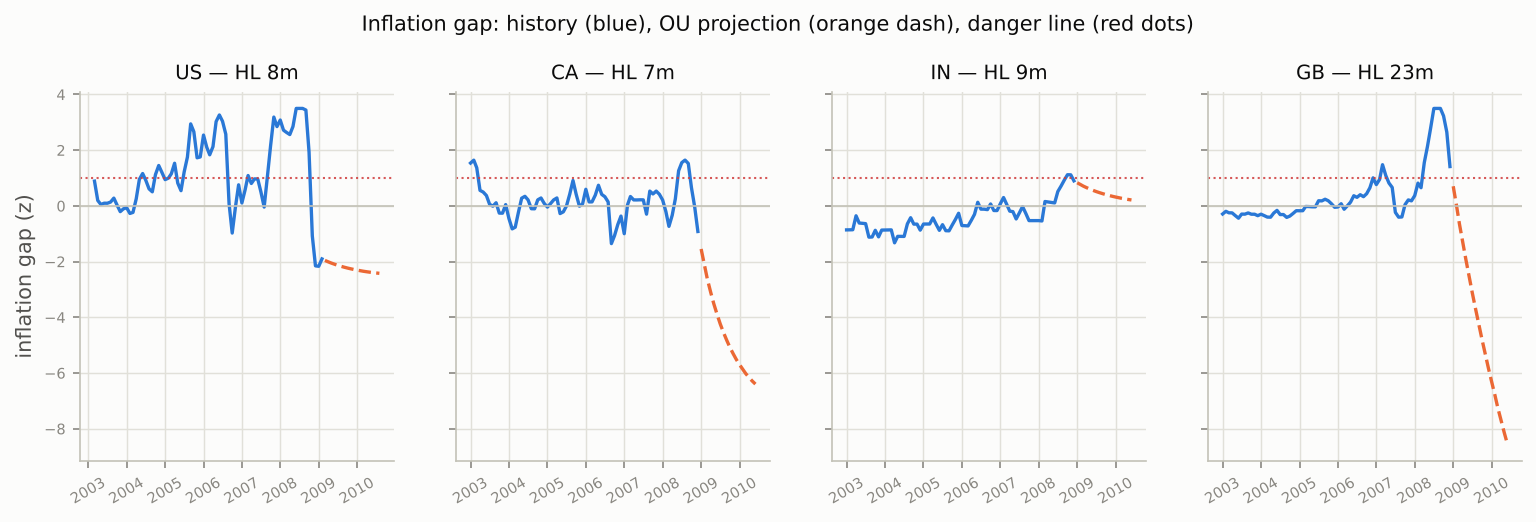 Inflation gap: history (blue), OU projection (orange dash), danger line (red dots)
US — HL 8m
CA — HL 7m
IN — HL 9m
GB — HL 23m
inflation gap (z)
4
2
0
−2
−4
−6
−8
2003 2004 2005 2006 2007 2008 2009 2010
2003 2004 2005 2006 2007 2008 2009 2010
2003 2004 2005 2006 2007 2008 2009 2010
2003 2004 2005 2006 2007 2008 2009 2010